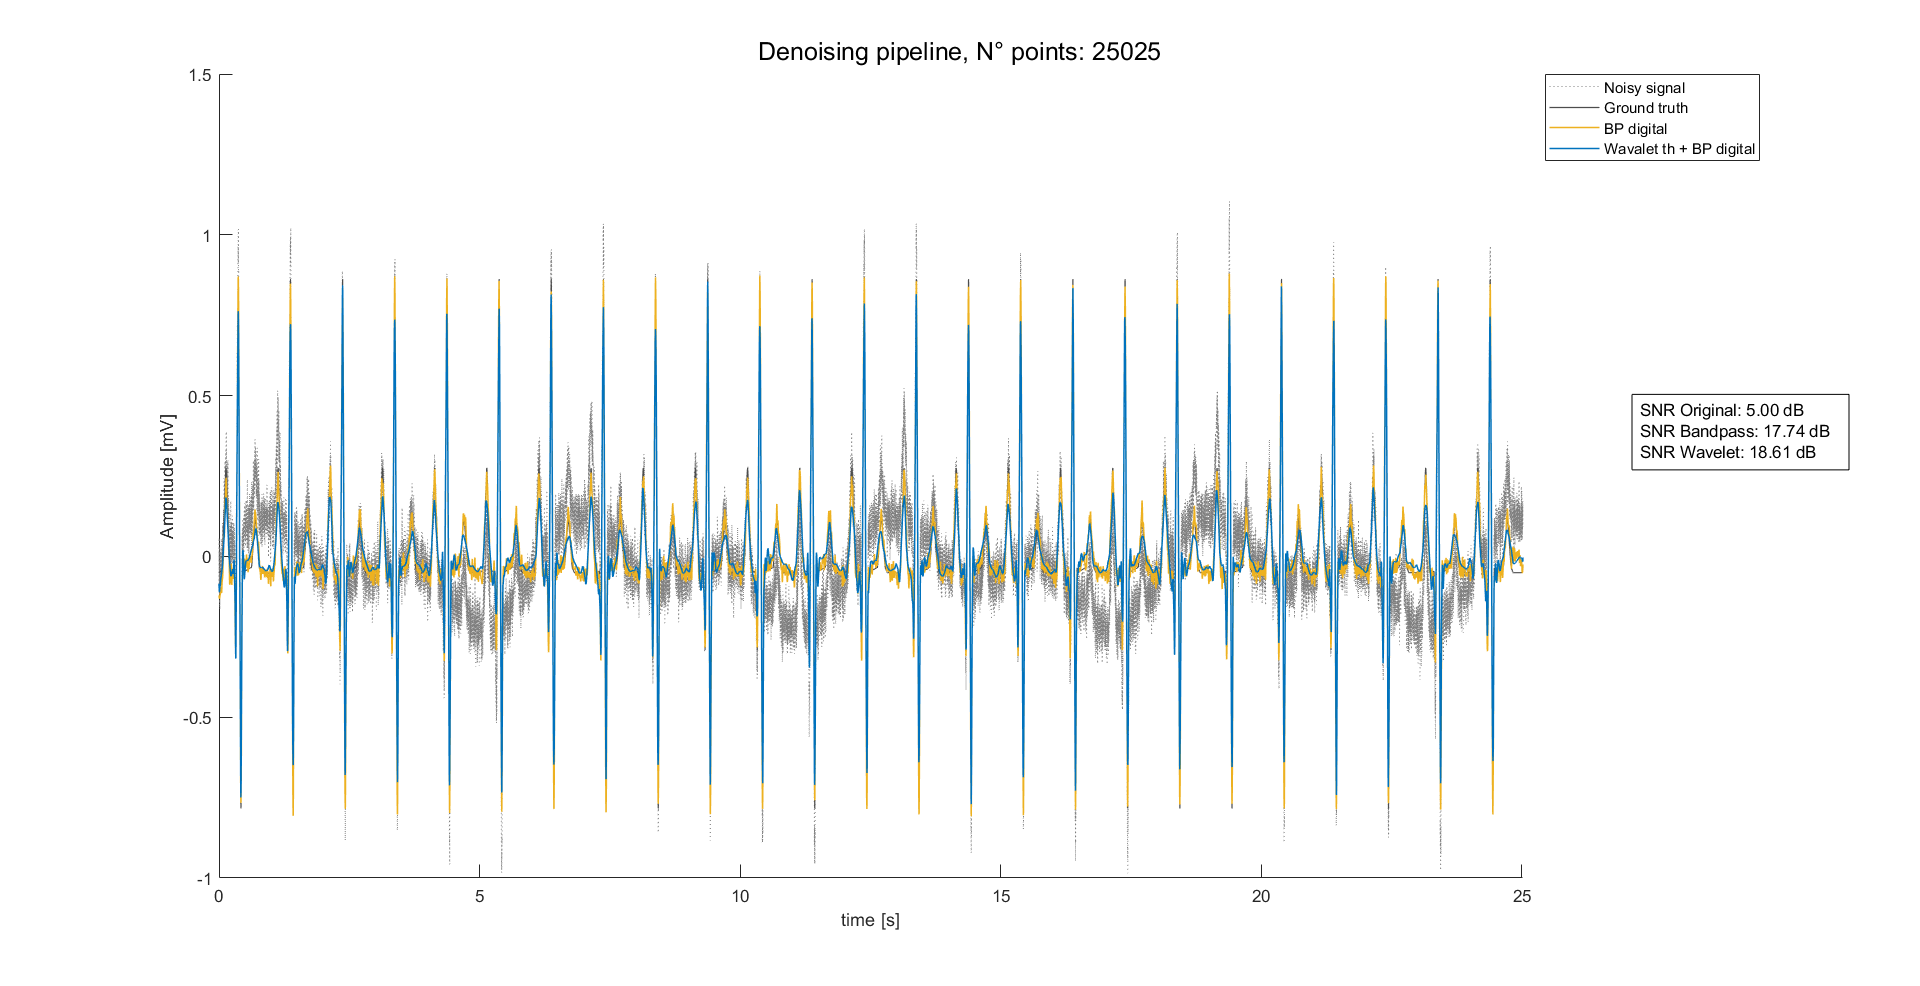 Denoising pipeline, N° points: 25025
1.5
1
0.5
0
-0.5
-1
Amplitude [mV]
0
5
10
15
20
25
time [s]
Noisy signal
Ground truth
BP digital
Wavalet th + BP digital
SNR Original: 5.00 dB
SNR Bandpass: 17.74 dB
SNR Wavelet: 18.61 dB